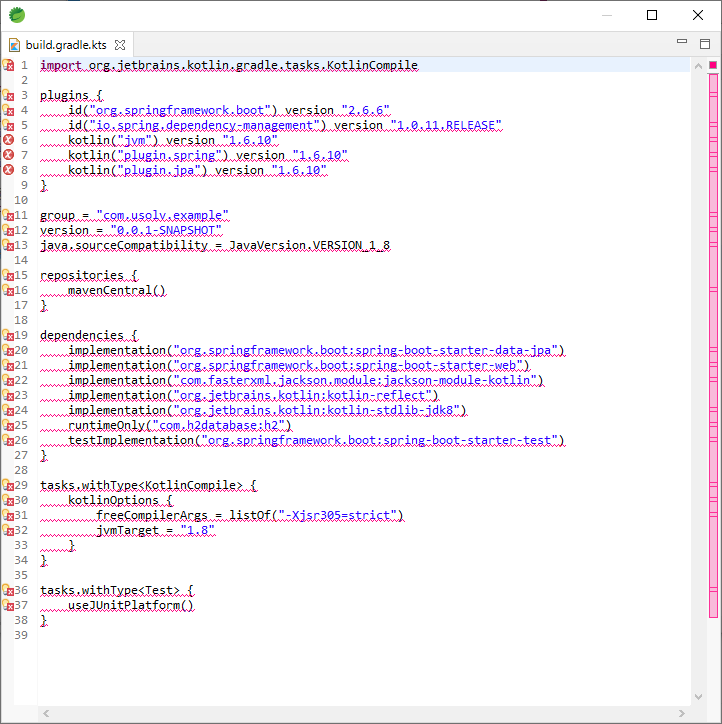 build.gradle.kts
1 import org.jetbrains.kotlin.gradle.tasks.KotlinCompile
2
3 plugins {
4     id("org.springframework.boot") version "2.6.6"
5     id("io.spring.dependency-management") version "1.0.11.RELEASE"
6     kotlin("jvm") version "1.6.10"
7     kotlin("plugin.spring") version "1.6.10"
8     kotlin("plugin.jpa") version "1.6.10"
9 }
10
11 group = "com.usolv.example"
12 version = "0.0.1-SNAPSHOT"
13 java.sourceCompatibility = JavaVersion.VERSION_1_8
14
15 repositories {
16     mavenCentral()
17 }
18
19 dependencies {
20     implementation("org.springframework.boot:spring-boot-starter-data-jpa")
21     implementation("org.springframework.boot:spring-boot-starter-web")
22     implementation("com.fasterxml.jackson.module:jackson-module-kotlin")
23     implementation("org.jetbrains.kotlin:kotlin-reflect")
24     implementation("org.jetbrains.kotlin:kotlin-stdlib-jdk8")
25     runtimeOnly("com.h2database:h2")
26     testImplementation("org.springframework.boot:spring-boot-starter-test")
27 }
28
29 tasks.withType<KotlinCompile> {
30     kotlinOptions {
31         freeCompilerArgs = listOf("-Xjsr305=strict")
32         jvmTarget = "1.8"
33     }
34 }
35
36 tasks.withType<Test> {
37     useJUnitPlatform()
38 }
39